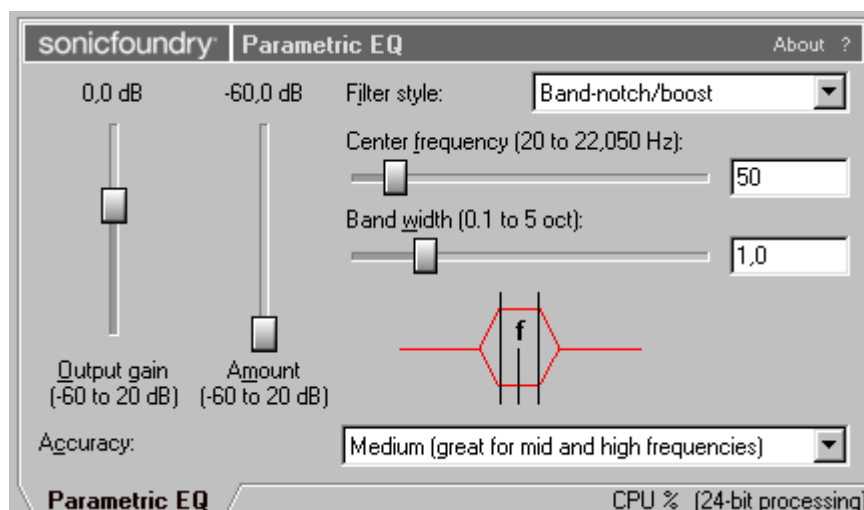 sonicfoundry Parametric EQ About ?
0,0 dB -60,0 dB Filter style: Band-notch/boost
Center frequency (20 to 22,050 Hz):
50
Band width (0.1 to 5 oct):
1,0
f
Output gain Amount
(-60 to 20 dB) (-60 to 20 dB)
Accuracy: Medium (great for mid and high frequencies)
Parametric EQ CPU % (24-bit processing)